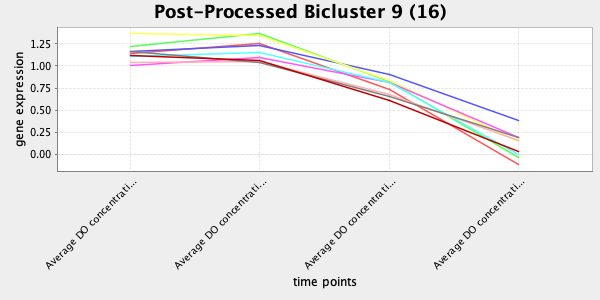 Post-Processed Bicluster 9 (16)
gene expression
1.25
1.00
0.75
0.50
0.25
0.00
Average DO concentrati...
Average DO concentrati...
Average DO concentrati...
Average DO concentrati...
time points